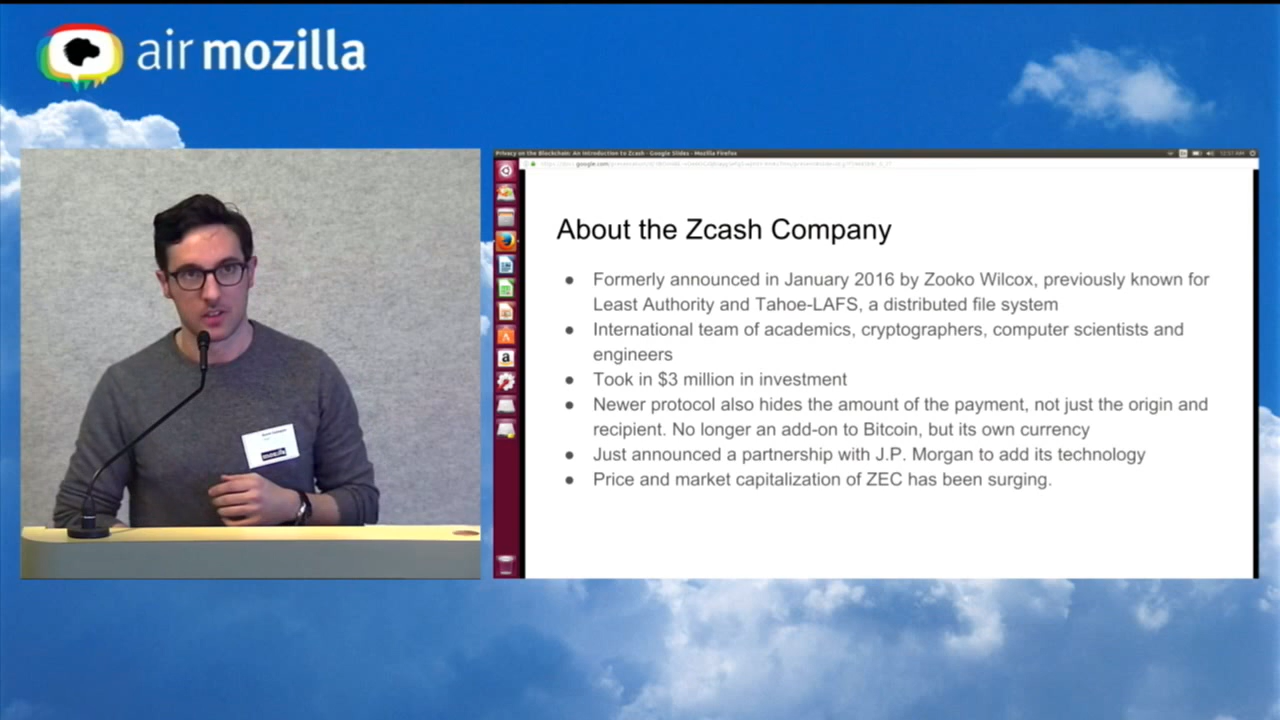 air mozilla
Privacy on the Blockchain: An Introduction to Zcash - Google Slides - Mozilla Firefox
About the Zcash Company
● Formerly announced in January 2016 by Zooko Wilcox, previously known for
Least Authority and Tahoe-LAFS, a distributed file system
● International team of academics, cryptographers, computer scientists and
engineers
● Took in $3 million in investment
● Newer protocol also hides the amount of the payment, not just the origin and
recipient. No longer an add-on to Bitcoin, but its own currency
● Just announced a partnership with J.P. Morgan to add its technology
● Price and market capitalization of ZEC has been surging.
mozilla